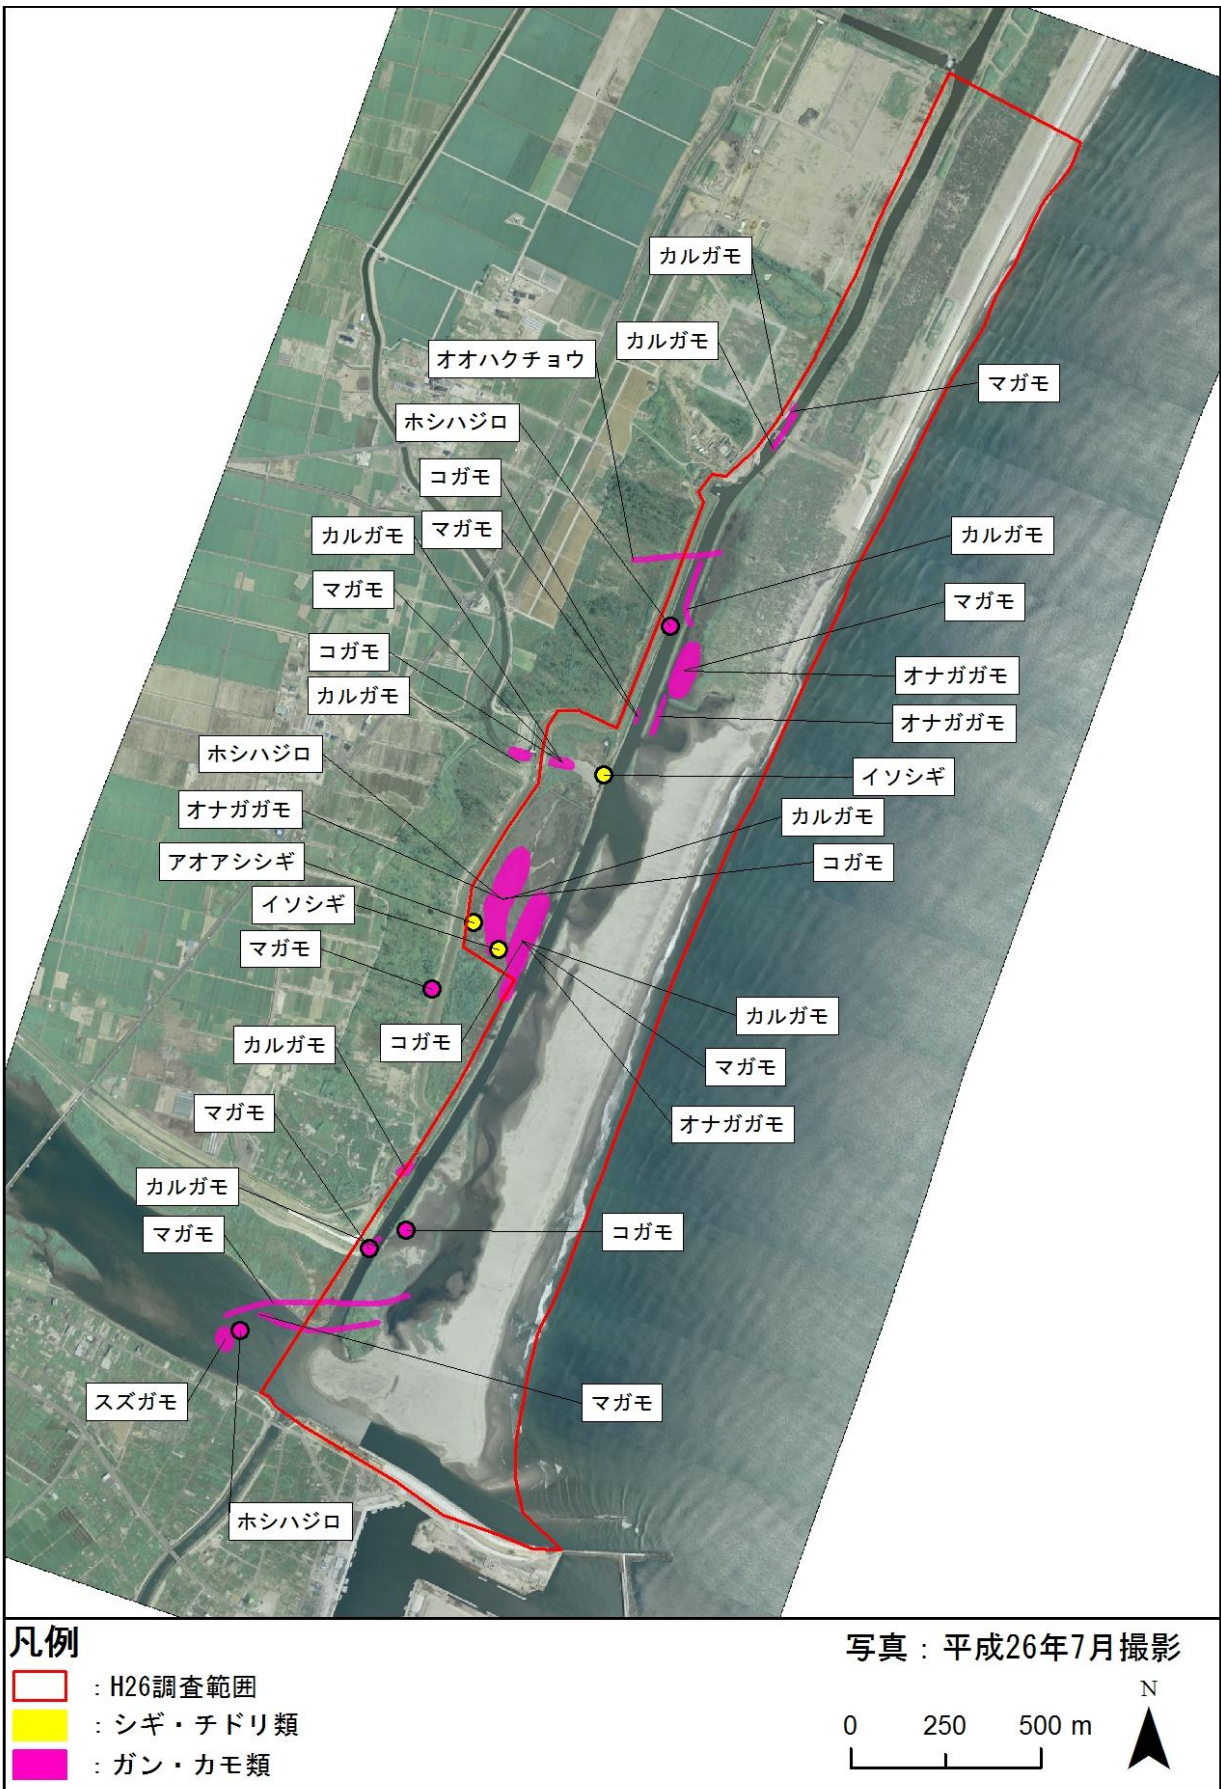 カルガモ
カルガモ
オオハクチョウ
マガモ
ホシハジロ
コガモ
マガモ
カルガモ
カルガモ
マガモ
マガモ
コガモ
オナガガモ
カルガモ
オナガガモ
ホシハジロ
イソシギ
オナガガモ
カルガモ
アオアシシギ
コガモ
イソシギ
マガモ
カルガモ
コガモ
カルガモ
マガモ
マガモ
オナガガモ
カルガモ
マガモ
コガモ
スズガモ
マガモ
ホシハジロ
凡例
：H26調査範囲
：シギ・チドリ類
：ガン・カモ類
写真：平成26年7月撮影
N
0 250 500 m